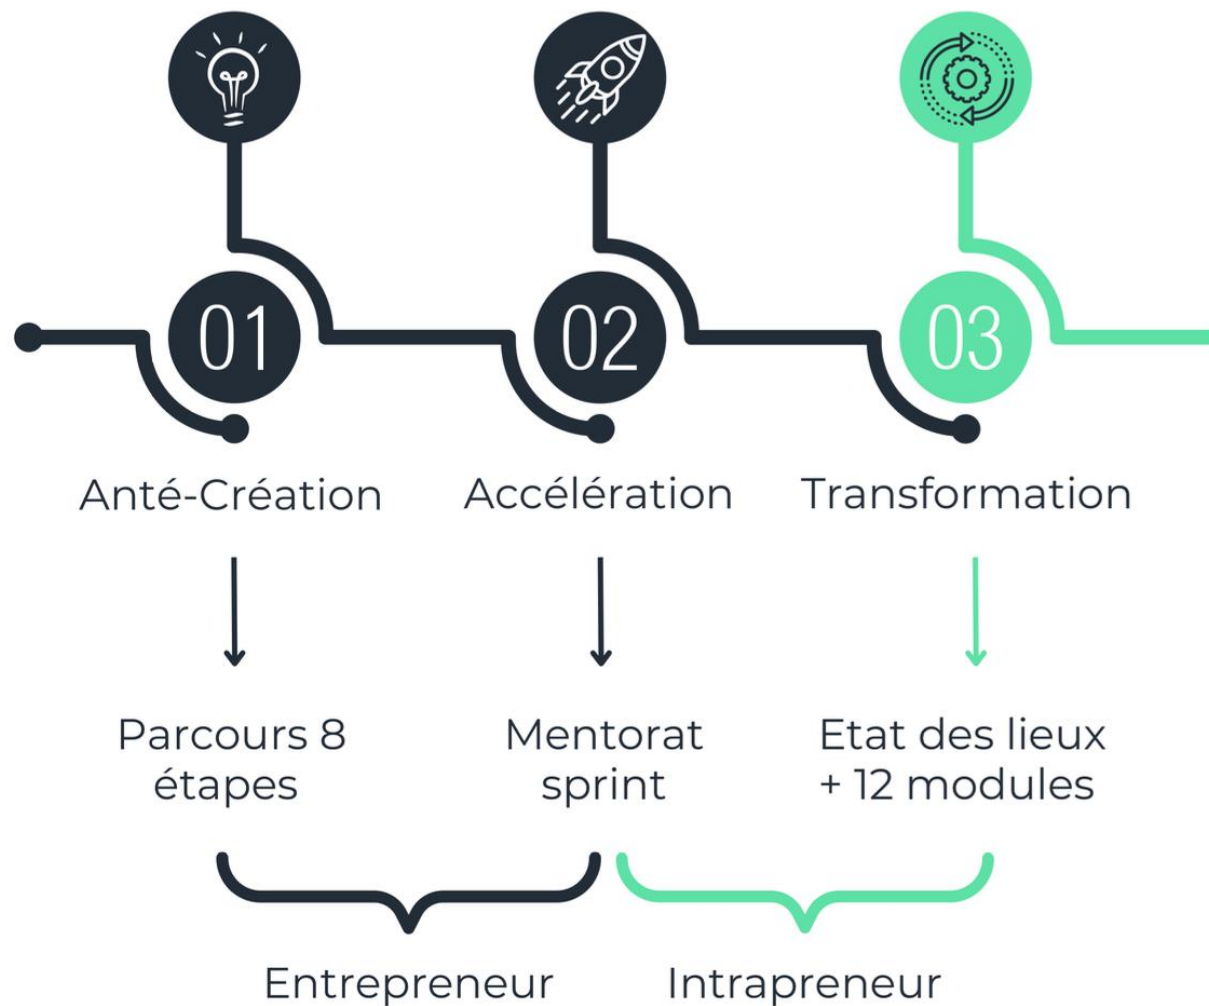 01
02
03
Anté-Création
Accélération
Transformation
Parcours 8
étapes
Mentorat
sprint
Etat des lieux
+ 12 modules
Entrepreneur
Intrapreneur